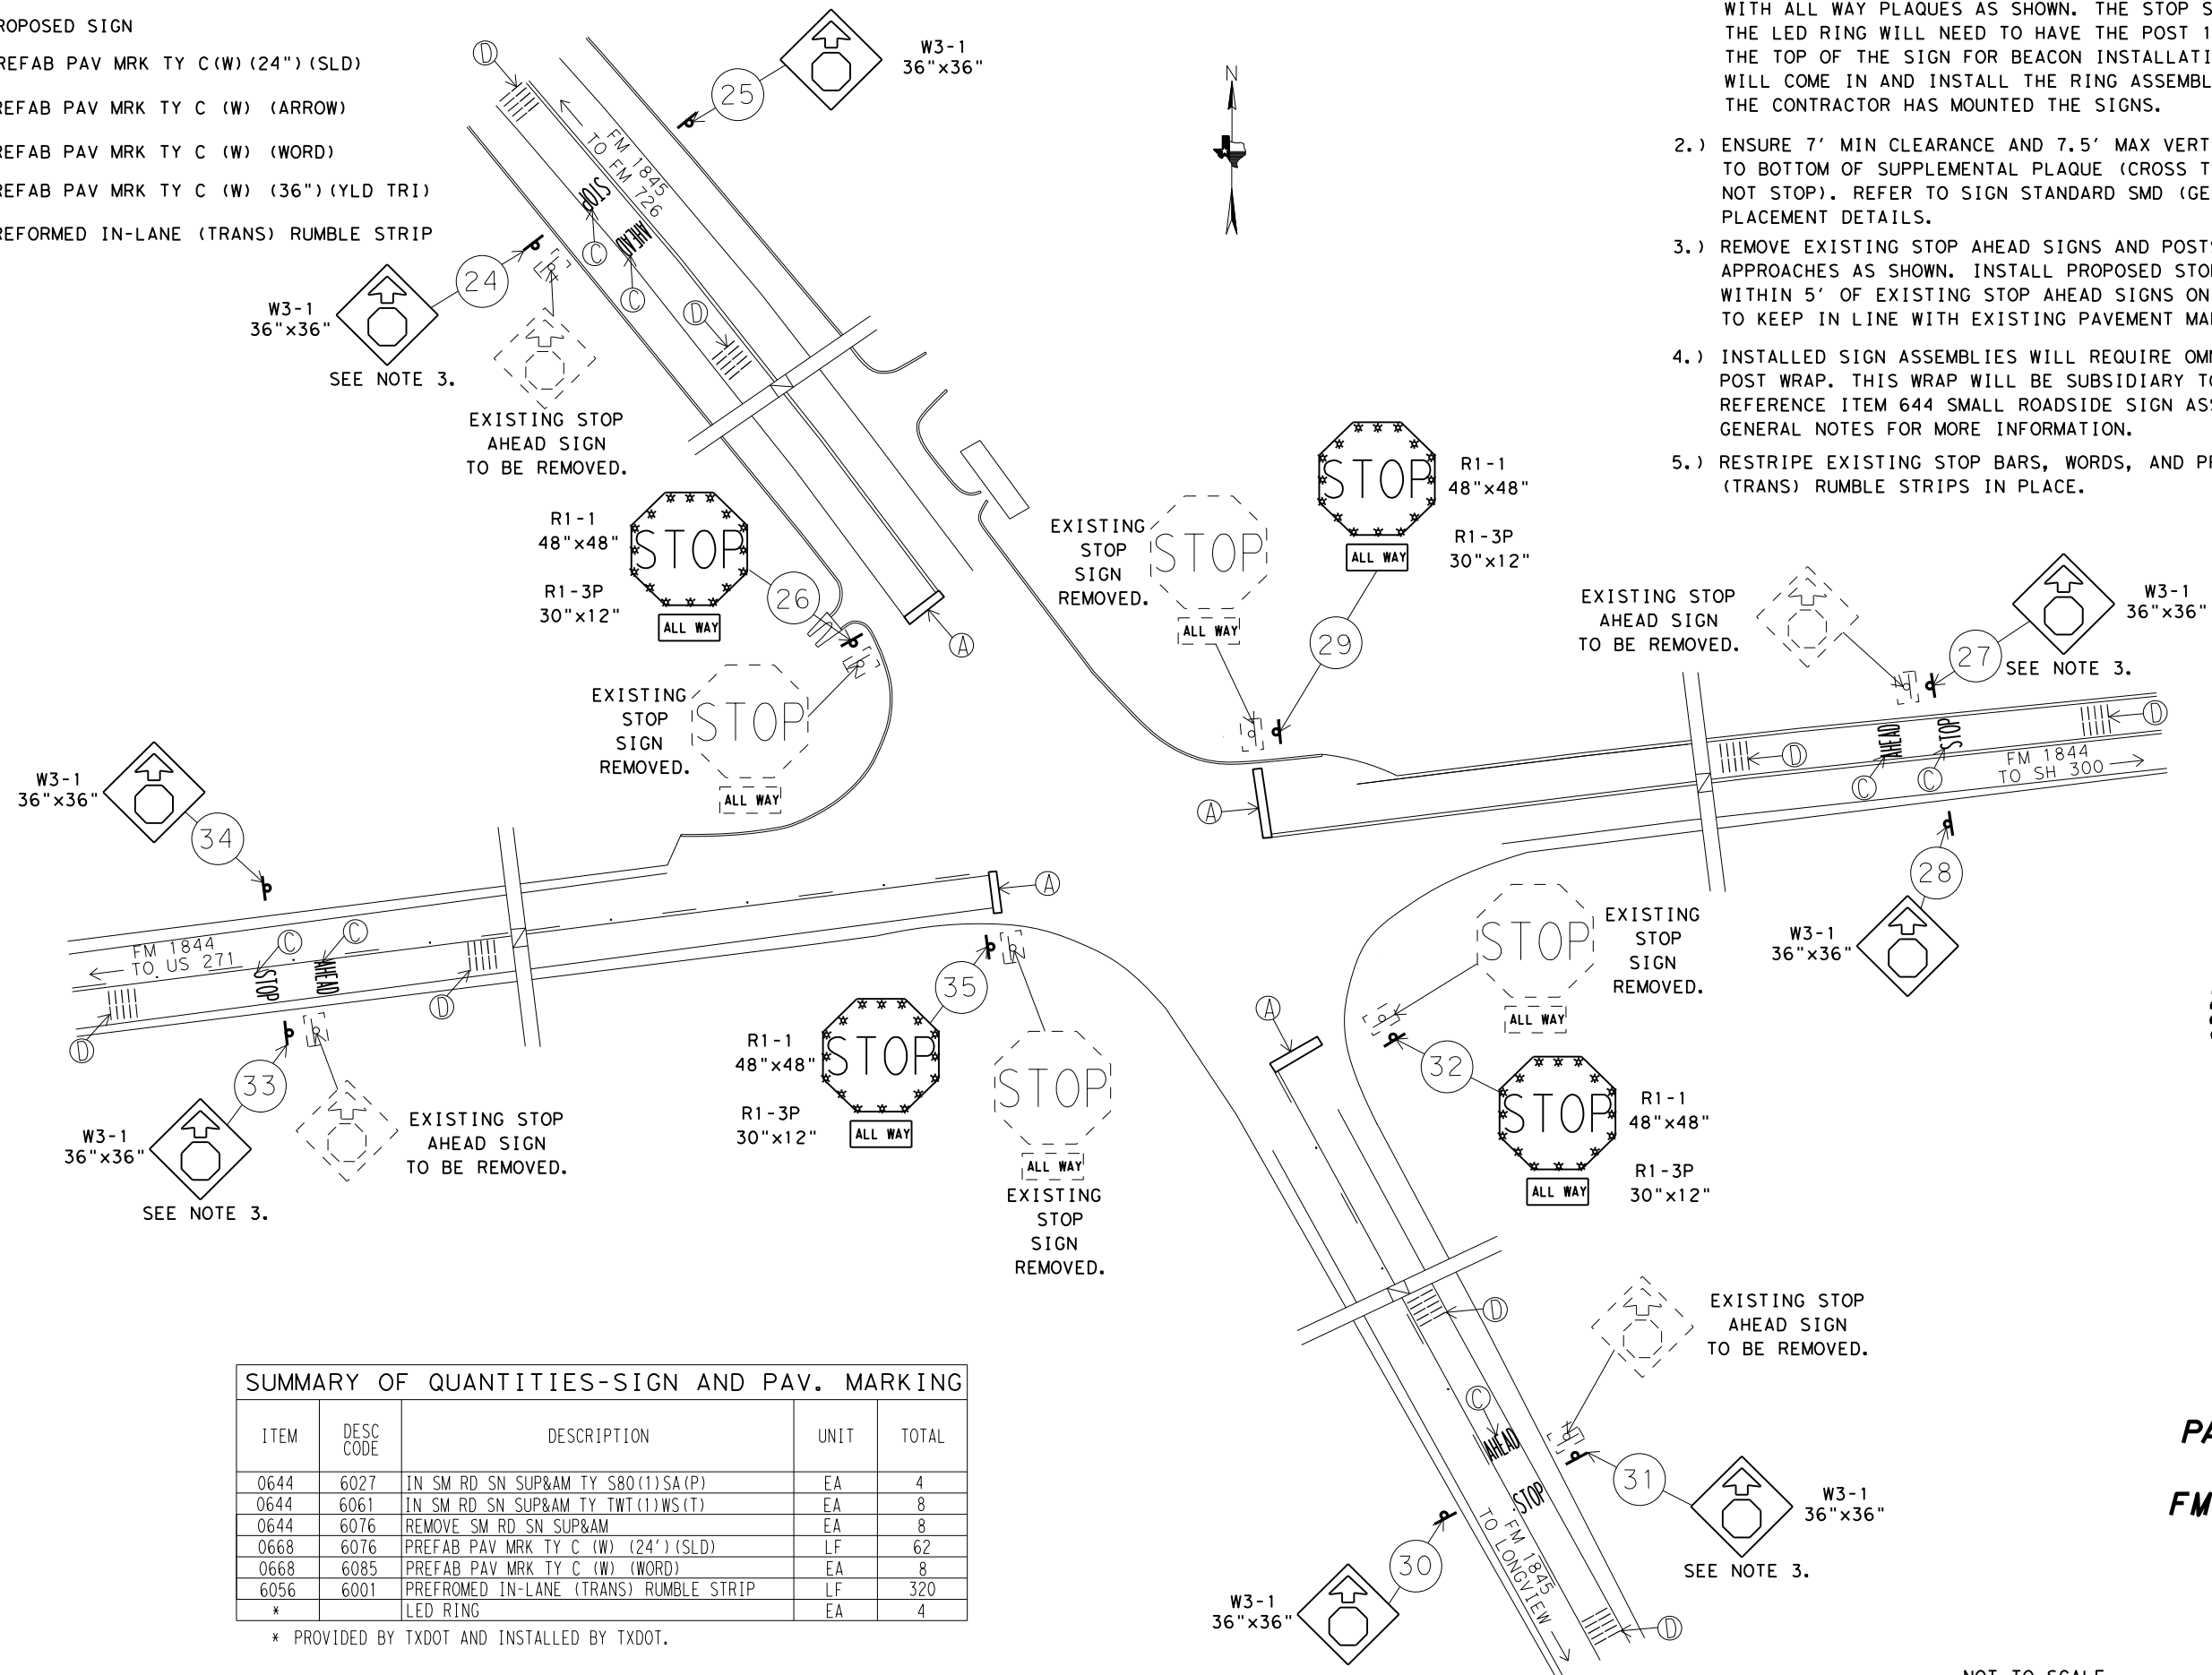 ROPOSED SIGN
REFAB PAV MRK TY C(W)(24")(SLD)
REFAB PAV MRK TY C (W) (ARROW)
REFAB PAV MRK TY C (W) (WORD)
REFAB PAV MRK TY C (W) (36")(YLD TRI)
REFORMED IN-LANE (TRANS) RUMBLE STRIP
WITH ALL WAY PLAQUES AS SHOWN. THE STOP S
THE LED RING WILL NEED TO HAVE THE POST 1
THE TOP OF THE SIGN FOR BEACON INSTALLATI
WILL COME IN AND INSTALL THE RING ASSEMBL
THE CONTRACTOR HAS MOUNTED THE SIGNS.
2.) ENSURE 7' MIN CLEARANCE AND 7.5' MAX VERT
TO BOTTOM OF SUPPLEMENTAL PLAQUE (CROSS T
NOT STOP). REFER TO SIGN STANDARD SMD (GE
PLACEMENT DETAILS.
3.) REMOVE EXISTING STOP AHEAD SIGNS AND POST
APPROACHES AS SHOWN. INSTALL PROPOSED STO
WITHIN 5' OF EXISTING STOP AHEAD SIGNS ON
TO KEEP IN LINE WITH EXISTING PAVEMENT MA
4.) INSTALLED SIGN ASSEMBLIES WILL REQUIRE OM
POST WRAP. THIS WRAP WILL BE SUBSIDIARY TO
REFERENCE ITEM 644 SMALL ROADSIDE SIGN ASS
GENERAL NOTES FOR MORE INFORMATION.
5.) RESTRIPE EXISTING STOP BARS, WORDS, AND P
(TRANS) RUMBLE STRIPS IN PLACE.
N
D
25
W3-1
36"x36"
FM 1845
TO FM 726
STOP
AHEAD
C
C
D
24
W3-1
36"x36"
SEE NOTE 3.
EXISTING STOP
AHEAD SIGN
TO BE REMOVED.
R1-1
48"x48"
R1-3P
30"x12"
STOP
ALL WAY
26
A
EXISTING
STOP
SIGN
REMOVED.
STOP
ALL WAY
EXISTING
STOP
SIGN
REMOVED.
STOP
ALL WAY
STOP
ALL WAY
R1-1
48"x48"
R1-3P
30"x12"
29
EXISTING STOP
AHEAD SIGN
TO BE REMOVED.
27
W3-1
36"x36"
SEE NOTE 3.
D
AHEAD
STOP
D
C
C
FM 1844
TO SH 300
A
28
W3-1
36"x36"
W3-1
36"x36"
34
FM 1844
TO US 271
C
C
STOP
AHEAD
D
D
A
33
W3-1
36"x36"
SEE NOTE 3.
EXISTING STOP
AHEAD SIGN
TO BE REMOVED.
35
R1-1
48"x48"
R1-3P
30"x12"
STOP
ALL WAY
STOP
ALL WAY
EXISTING
STOP
SIGN
REMOVED.
A
STOP
ALL WAY
EXISTING
STOP
SIGN
REMOVED.
32
STOP
ALL WAY
R1-1
48"x48"
R1-3P
30"x12"
D
EXISTING STOP
AHEAD SIGN
TO BE REMOVED.
C
AHEAD
STOP
31
W3-1
36"x36"
SEE NOTE 3.
FM 1845
TO LONGVIEW
30
W3-1
36"x36"
D
PA
FM
NOT TO SCALE
SUMMARY OF QUANTITIES-SIGN AND PAV. MARKING
ITEM DESC CODE DESCRIPTION UNIT TOTAL
0644 6027 IN SM RD SN SUP&AM TY S80(1)SA(P) EA 4
0644 6061 IN SM RD SN SUP&AM TY TWT(1)WS(T) EA 8
0644 6076 REMOVE SM RD SN SUP&AM EA 8
0668 6076 PREFAB PAV MRK TY C (W) (24')(SLD) LF 62
0668 6085 PREFAB PAV MRK TY C (W) (WORD) EA 8
6056 6001 PREFROMED IN-LANE (TRANS) RUMBLE STRIP LF 320
* LED RING EA 4
* PROVIDED BY TXDOT AND INSTALLED BY TXDOT.